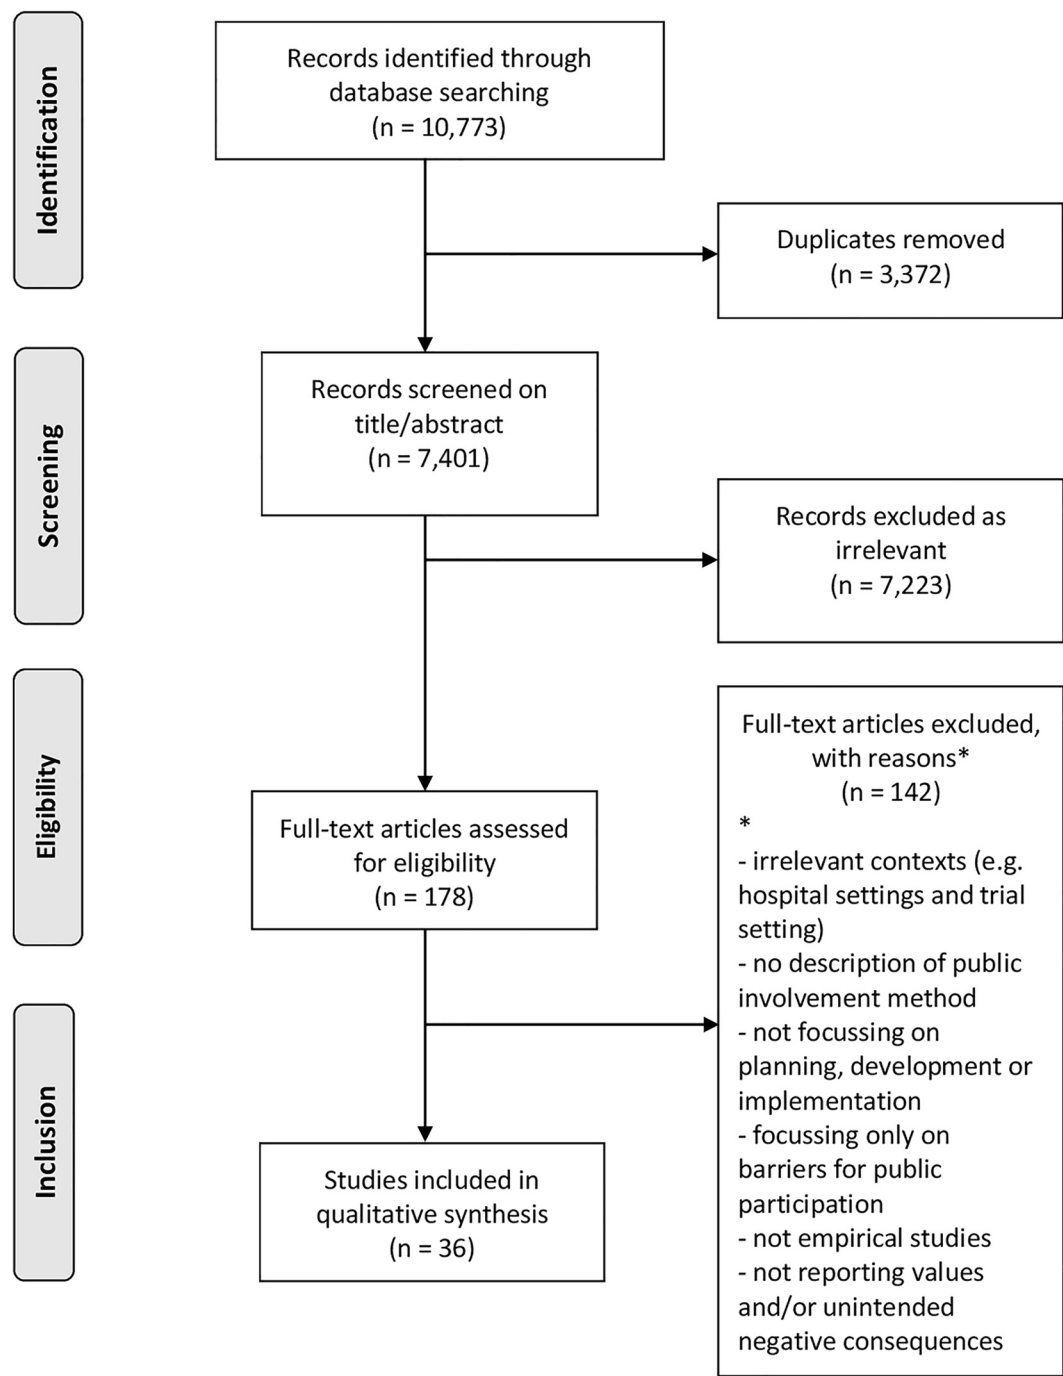 Identification
Records identified through
database searching
(n = 10,773)
Duplicates removed
(n = 3,372)
Screening
Records screened on
title/abstract
(n = 7,401)
Records excluded as
irrelevant
(n = 7,223)
Eligibility
Full-text articles assessed
for eligibility
(n = 178)
Full-text articles excluded,
with reasons*
(n = 142)
*
- irrelevant contexts (e.g.
hospital settings and trial
setting)
- no description of public
involvement method
- not focussing on
planning, development or
implementation
- focussing only on
barriers for public
participation
- not empirical studies
- not reporting values
and/or unintended
negative consequences
Inclusion
Studies included in
qualitative synthesis
(n = 36)